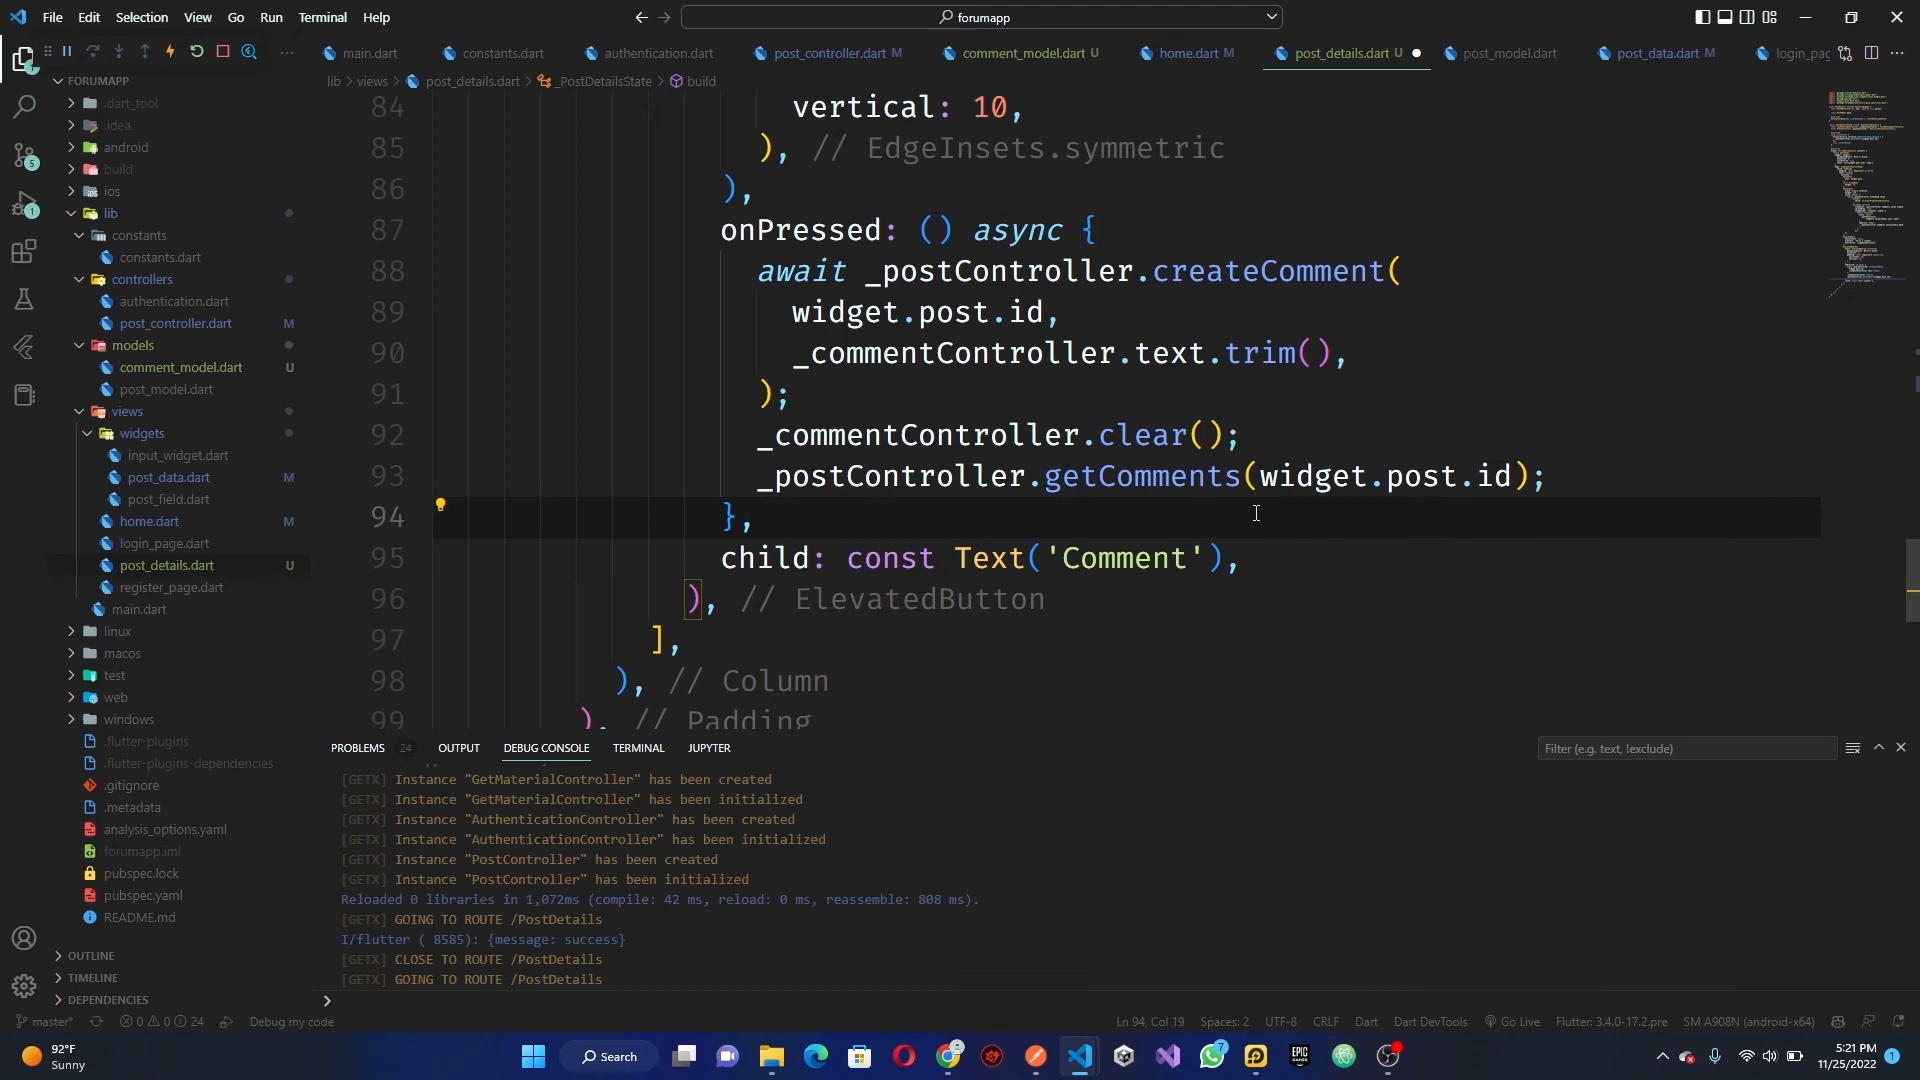 File Edit Selection View Go Run Terminal Help
forumapp
main.dart constants.dart authentication.dart post_controller.dart M comment_model.dart U home.dart M post_details.dart U post_model.dart post_data.dart M login_pag
lib > views > post_details.dart > _PostDetailsState > build
FORUMAPP
.dart_tool
.idea
android
build
ios
lib
constants
constants.dart
controllers
authentication.dart
post_controller.dart M
models
comment_model.dart U
post_model.dart
views
widgets
input_widget.dart
post_data.dart M
post_field.dart
home.dart M
login_page.dart
post_details.dart U
register_page.dart
main.dart
linux
macos
test
web
windows
.flutter-plugins
.flutter-plugins-dependencies
.gitignore
.metadata
analysis_options.yaml
forumapp.iml
pubspec.lock
pubspec.yaml
README.md
OUTLINE
TIMELINE
DEPENDENCIES
5
1
1
84 vertical: 10,
85 ), // EdgeInsets.symmetric
86 ),
87 onPressed: () async {
88 await _postController.createComment(
89 widget.post.id,
90 _commentController.text.trim(),
91 );
92 _commentController.clear();
93 _postController.getComments(widget.post.id);
94 },
95 child: const Text('Comment'),
96 ), // ElevatedButton
97 ],
98 ), // Column
99 ), // Padding
PROBLEMS 24 OUTPUT DEBUG CONSOLE TERMINAL JUPYTER
Filter (e.g. text, !exclude)
[GETX] Instance "GetMaterialController" has been created
[GETX] Instance "GetMaterialController" has been initialized
[GETX] Instance "AuthenticationController" has been created
[GETX] Instance "AuthenticationController" has been initialized
[GETX] Instance "PostController" has been created
[GETX] Instance "PostController" has been initialized
Reloaded 0 libraries in 1,072ms (compile: 42 ms, reload: 0 ms, reassemble: 808 ms).
[GETX] GOING TO ROUTE /PostDetails
I/flutter ( 8585): {message: success}
[GETX] CLOSE TO ROUTE /PostDetails
[GETX] GOING TO ROUTE /PostDetails
master* 0 0 24 Debug my code Ln 94, Col 19 Spaces: 2 UTF-8 CRLF Dart Dart DevTools Go Live Flutter: 3.4.0-17.2.pre SM A908N (android-x64)
92°F
Sunny
Search
7
EPIC GAMES
5:21 PM
11/25/2022
1